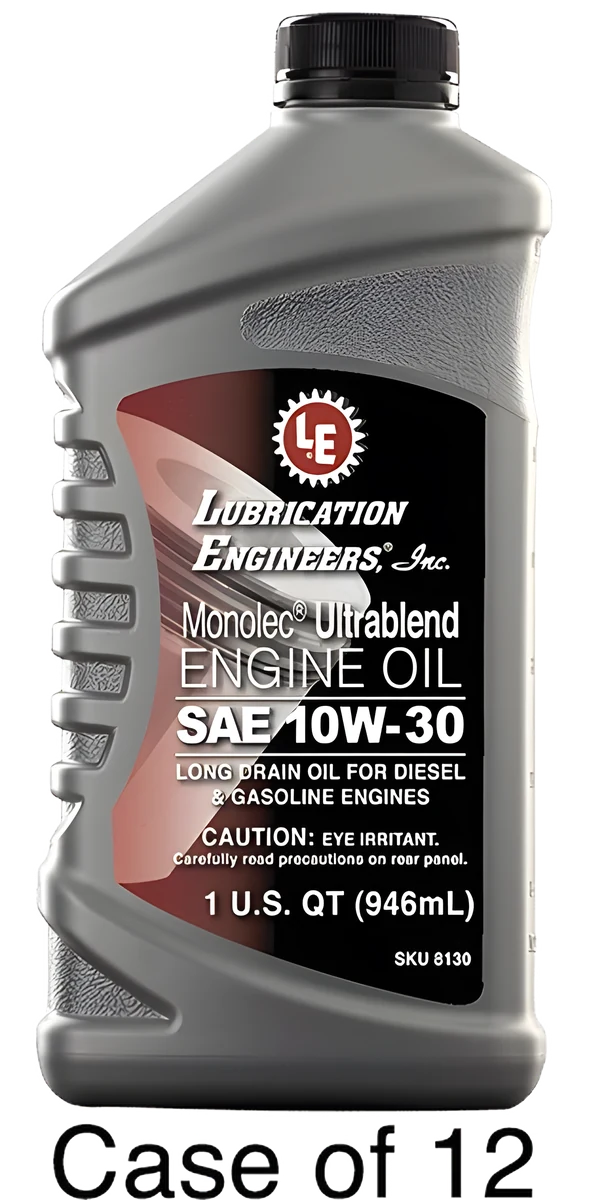 LE
LUBRICATION
ENGINEERS,® Inc.
Monolec® Ultrablend
ENGINE OIL
SAE 10W-30
LONG DRAIN OIL FOR DIESEL
& GASOLINE ENGINES
CAUTION: EYE IRRITANT.
Carefully read precautions on rear panel.
1 U.S. QT (946mL)
SKU 8130
Case of 12